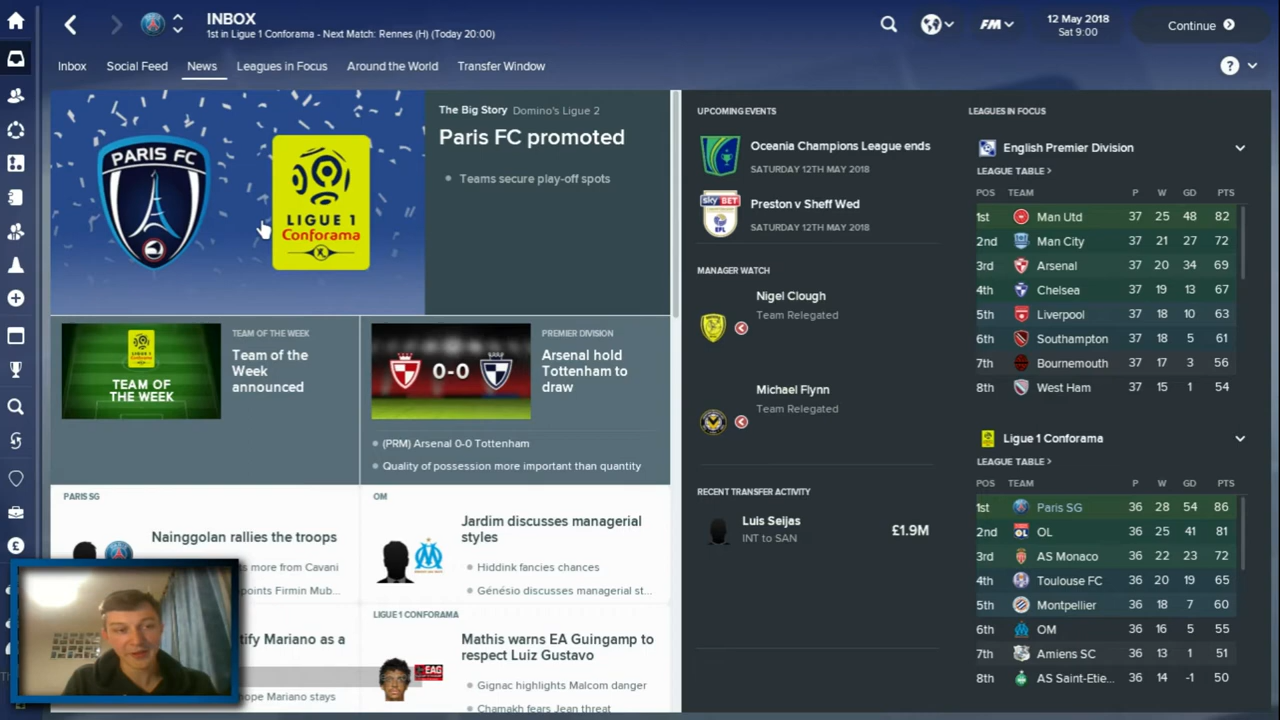 INBOX
1st in Ligue 1 Conforama - Next Match: Rennes (H) (Today 20:00)
FM
12 May 2018
Sat 9:00
Continue
Inbox
Social Feed
News
Leagues in Focus
Around the World
Transfer Window
?
PARIS FC
LIGUE 1
Conforama
The Big Story Domino's Ligue 2
Paris FC promoted
Teams secure play-off spots
TEAM OF THE WEEK
TEAM OF THE WEEK
Team of the
Week
announced
0-0
PREMIER DIVISION
Arsenal hold
Tottenham to
draw
(PRM) Arsenal 0-0 Tottenham
Quality of possession more important than quantity
PARIS SG
Nainggolan rallies the troops
ts more from Cavani
points Firmin Mub...
tify Mariano as a
hope Mariano stays
OM
Jardim discusses managerial
styles
Hiddink fancies chances
Génésio discusses managerial st...
LIGUE 1 CONFORAMA
EAG
Mathis warns EA Guingamp to
respect Luiz Gustavo
Gignac highlights Malcom danger
Chamakh fears Jean threat
UPCOMING EVENTS
Oceania Champions League ends
SATURDAY 12TH MAY 2018
sky BET
EFL
Preston v Sheff Wed
SATURDAY 12TH MAY 2018
MANAGER WATCH
Nigel Clough
Team Relegated
Michael Flynn
Team Relegated
RECENT TRANSFER ACTIVITY
Luis Seijas
INT to SAN
£1.9M
LEAGUES IN FOCUS
English Premier Division
LEAGUE TABLE >
POS TEAM P W GD PTS
1st Man Utd 37 25 48 82
2nd Man City 37 21 27 72
3rd Arsenal 37 20 34 69
4th Chelsea 37 19 13 67
5th Liverpool 37 18 10 63
6th Southampton 37 18 5 61
7th Bournemouth 37 17 3 56
8th West Ham 37 15 1 54
Ligue 1 Conforama
LEAGUE TABLE >
POS TEAM P W GD PTS
1st Paris SG 36 28 54 86
2nd OL 36 25 41 81
3rd AS Monaco 36 22 23 72
4th Toulouse FC 36 20 19 65
5th Montpellier 36 18 7 60
6th OM 36 16 5 55
7th Amiens SC 36 13 1 51
8th AS Saint-Etie... 36 14 -1 50